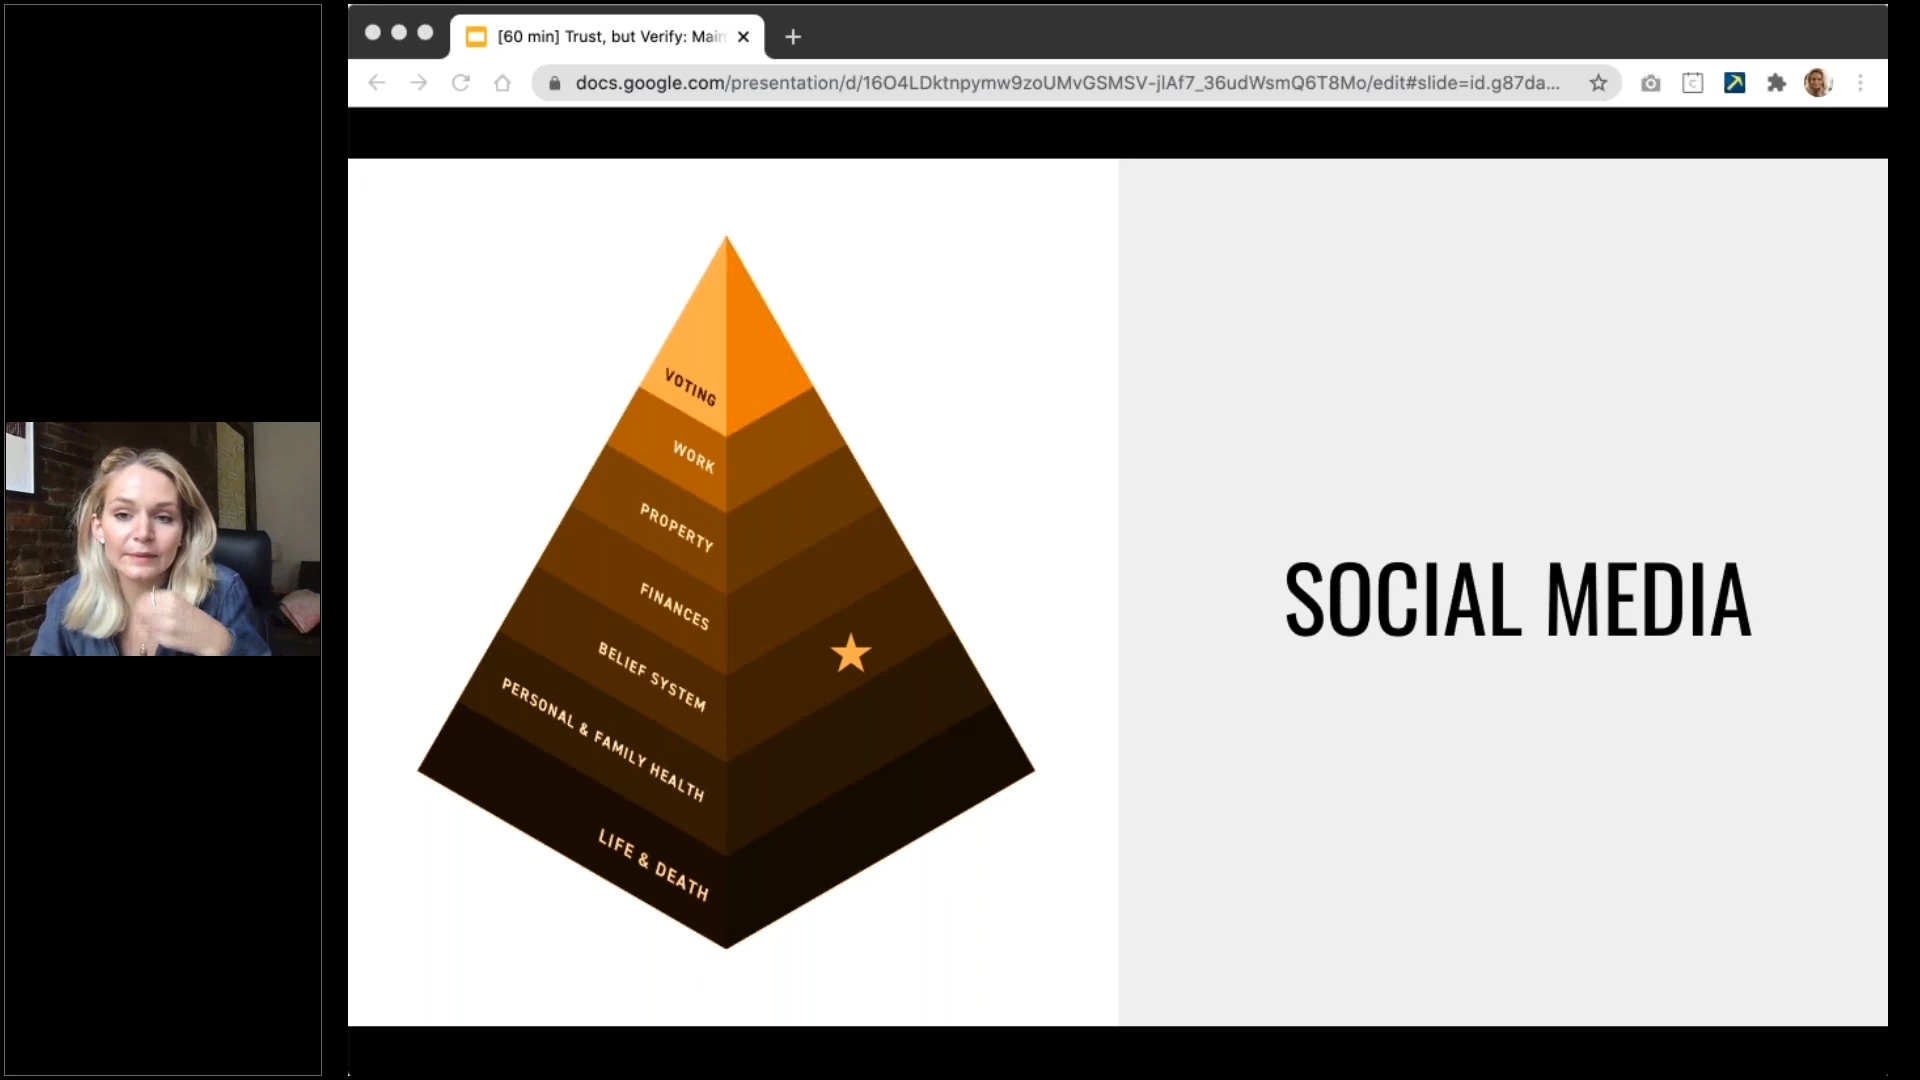 [60 min] Trust, but Verify: Main
docs.google.com/presentation/d/16O4LDktnpymw9zoUMvGSMSV-jlAf7_36udWsmQ6T8Mo/edit#slide=id.g87da...
VOTING
WORK
PROPERTY
FINANCES
BELIEF SYSTEM
PERSONAL & FAMILY HEALTH
LIFE & DEATH
SOCIAL MEDIA